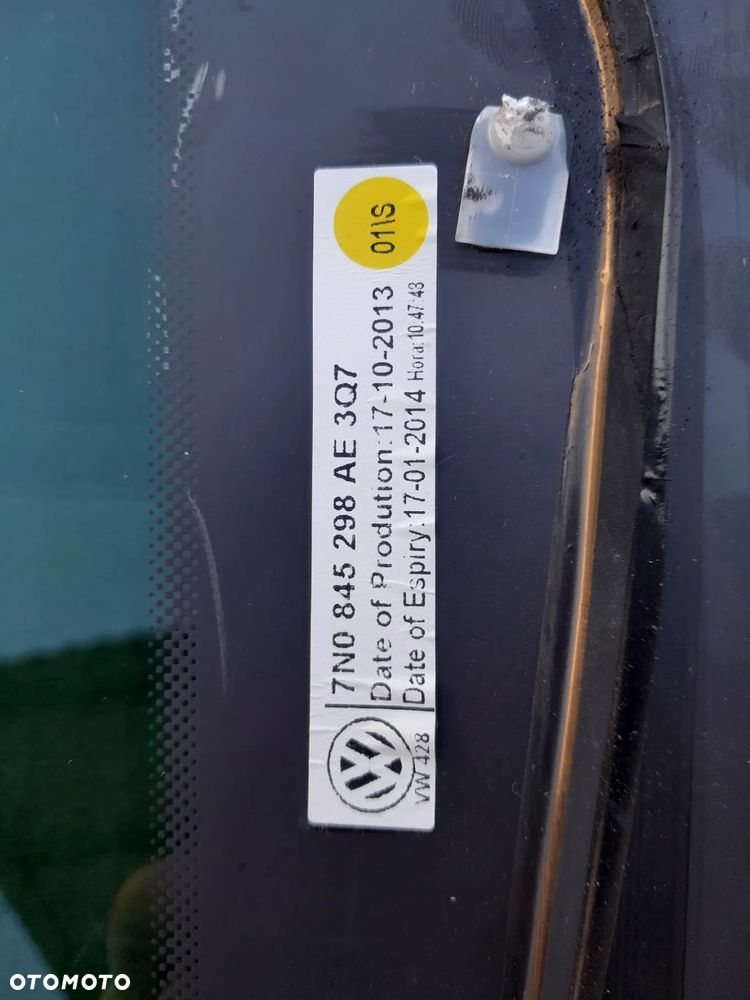 7N0 845 298 AE 3Q7
Date of Prodution:17-10-2013
Date of Espiry:17-01-2014 Hora:10:47:43
01\S
VW 428
OTOMOTO